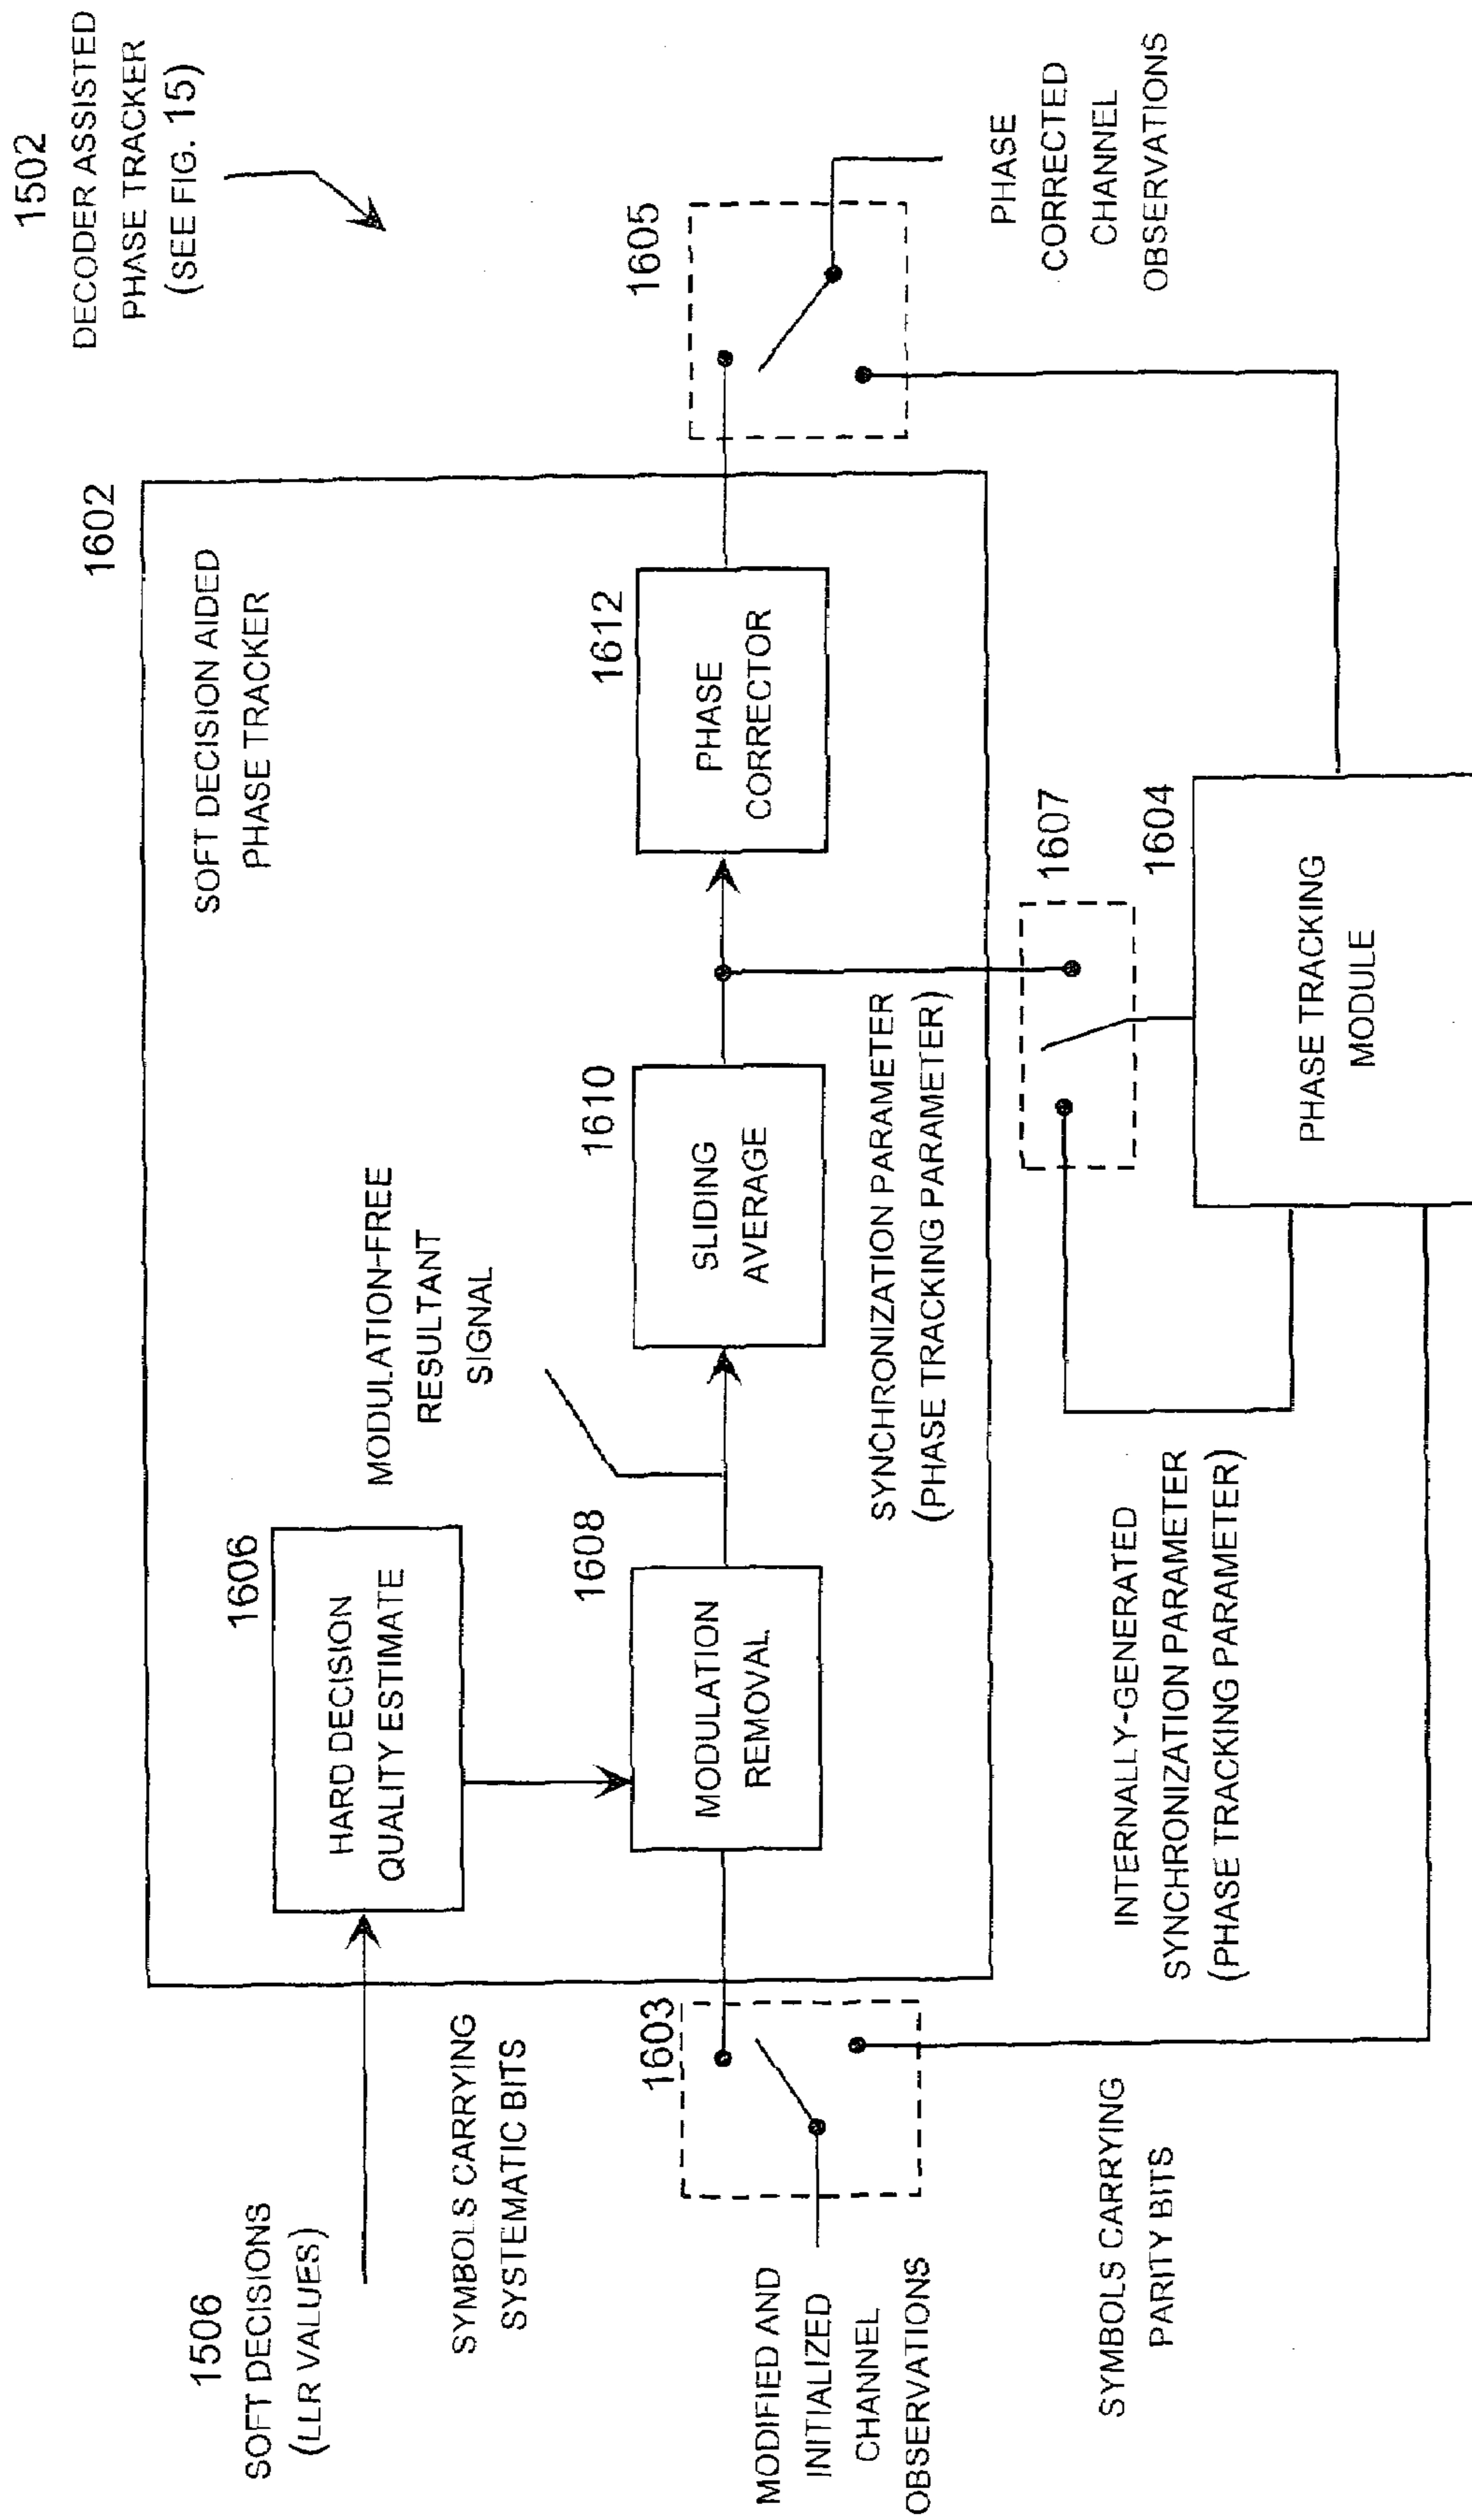 1502
DECODER ASSISTED
PHASE TRACKER
(SEE FIG. 15)
1602
SOFT DECISION AIDED
PHASE TRACKER
1506
SOFT DECISIONS
(LLR VALUES)
1606
HARD DECISION
QUALITY ESTIMATE
MODULATION-FREE
RESULTANT
SIGNAL
SYMBOLS CARRYING
SYSTEMATIC BITS
1603
1608
MODULATION
REMOVAL
1610
SLIDING
AVERAGE
1612
PHASE
CORRECTOR
1605
MODIFIED AND
INITIALIZED
CHANNEL
OBSERVATIONS
SYNCHRONIZATION PARAMETER
(PHASE TRACKING PARAMETER)
PHASE
CORRECTED
CHANNEL
OBSERVATIONS
1607
SYMBOLS CARRYING
PARITY BITS
INTERNALLY-GENERATED
SYNCHRONIZATION PARAMETER
(PHASE TRACKING PARAMETER)
1604
PHASE TRACKING
MODULE